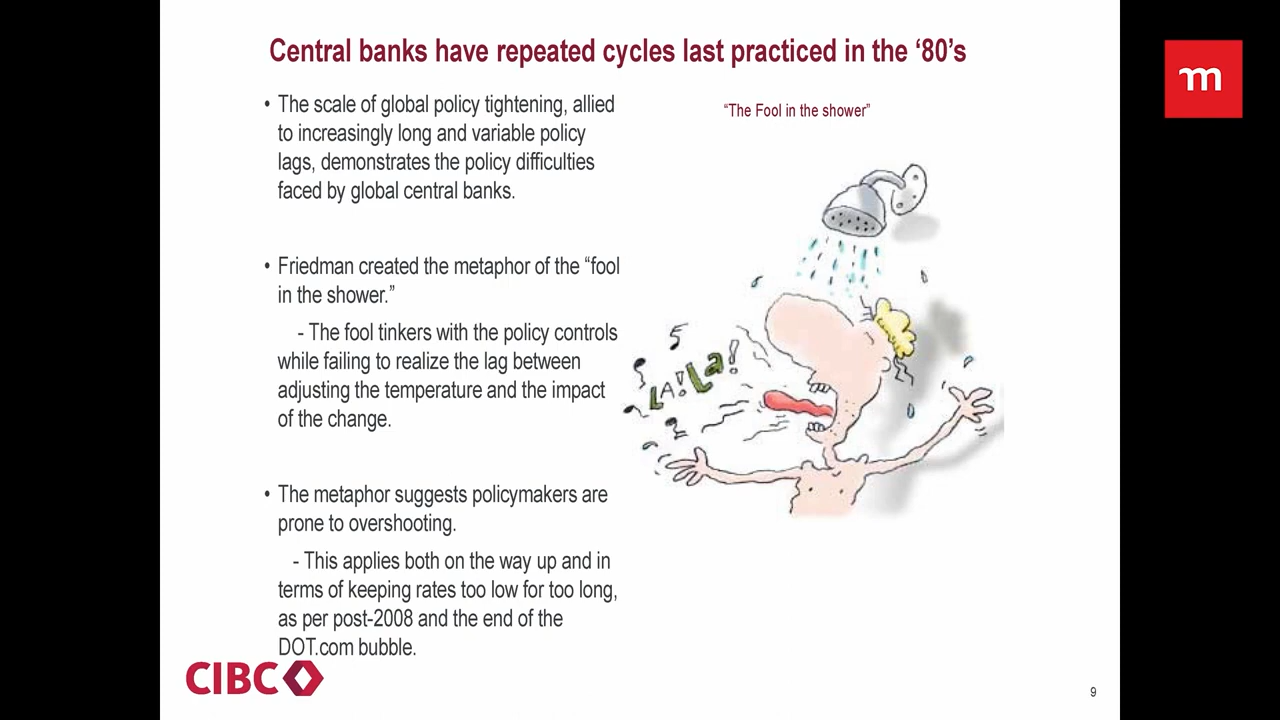 Central banks have repeated cycles last practiced in the ‘80’s
• The scale of global policy tightening, allied
to increasingly long and variable policy
lags, demonstrates the policy difficulties
faced by global central banks.
• Friedman created the metaphor of the “fool
in the shower.”
- The fool tinkers with the policy controls
while failing to realize the lag between
adjusting the temperature and the impact
of the change.
• The metaphor suggests policymakers are
prone to overshooting.
- This applies both on the way up and in
terms of keeping rates too low for too long,
as per post-2008 and the end of the
DOT.com bubble.
“The Fool in the shower”
LA! La!
CIBC
9
m